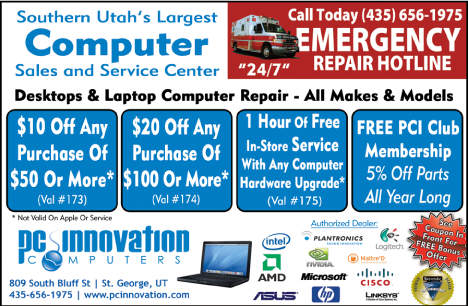 Southern Utah's Largest
Computer
Sales and Service Center
Call Today (435) 656-1975
EMERGENCY
"24/7"
REPAIR HOTLINE
Desktops & Laptop Computer Repair - All Makes & Models
$10 Off Any
Purchase Of
$50 Or More*
(Val #173)
$20 Off Any
Purchase Of
$100 Or More*
(Val #174)
1 Hour Of Free
In-Store Service
With Any Computer
Hardware Upgrade*
(Val #175)
FREE PCI Club
Membership
5% Off Parts
All Year Long
* Not Valid On Apple Or Service
pc innovation
COMPUTERS
809 South Bluff St | St. George, UT
435-656-1975 | www.pcinnovation.com
Authorized Dealer:
intel
PLANTRONICS
Logitech
AMD
NVIDIA
MaitreD'
Microsoft
CISCO
ASUS
hp
SYMANTEC
See
Coupon In
Front For
FREE Bonus
Offer